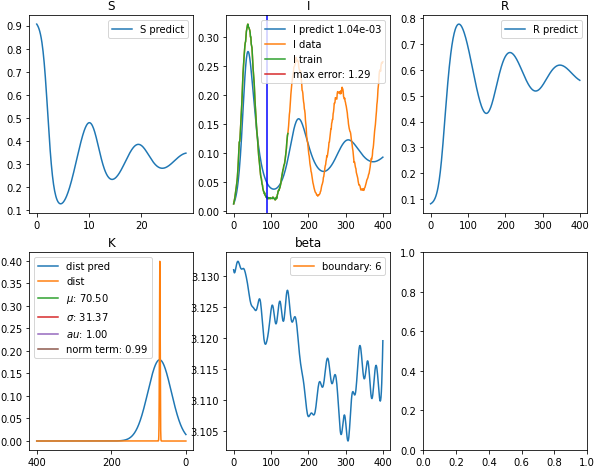 S
S predict
0.9
0.8
0.7
0.6
0.5
0.4
0.3
0.2
0.1
0 10 20
I
I predict 1.04e-03
I data
I train
max error: 1.29
0.30
0.25
0.20
0.15
0.10
0.05
0.00
0 100 200 300 400
R
R predict
0.8
0.7
0.6
0.5
0.4
0.3
0.2
0.1
0 100 200 300 400
K
dist pred
dist
μ: 70.50
σ: 31.37
au: 1.00
norm term: 0.99
0.40
0.35
0.30
0.25
0.20
0.15
0.10
0.05
0.00
400 200 0
beta
boundary: 6
3.130
3.125
3.120
3.115
3.110
3.105
0 100 200 300 400
1.0
0.8
0.6
0.4
0.2
0.0
0.0 0.2 0.4 0.6 0.8 1.0